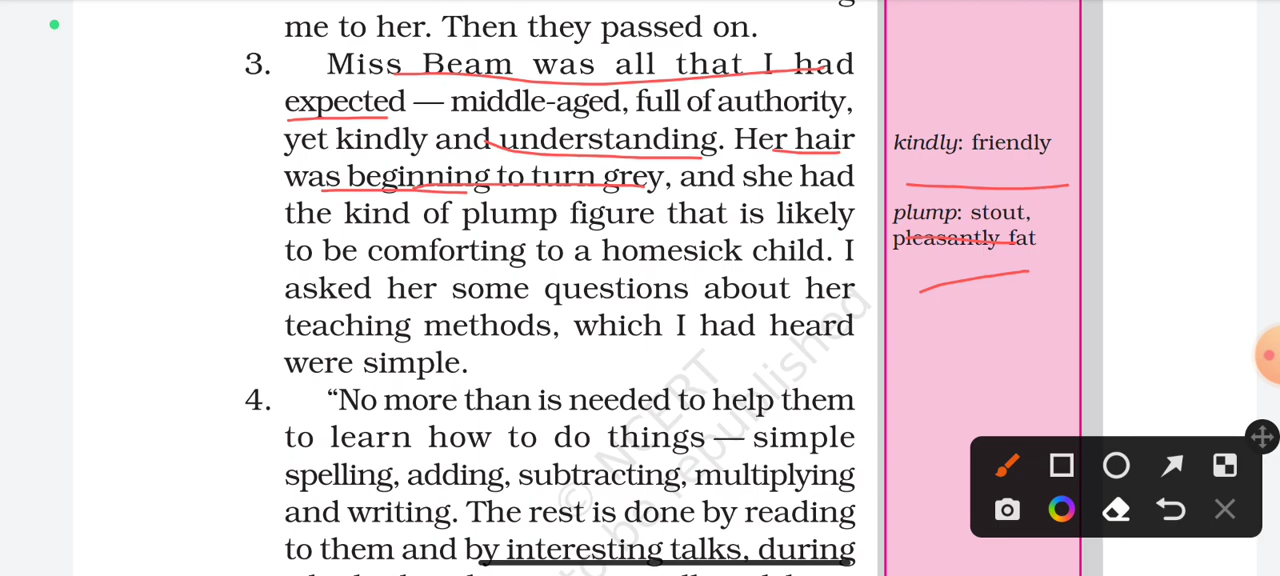 me to her. Then they passed on.
3. Miss Beam was all that I had
expected — middle-aged, full of authority,
yet kindly and understanding. Her hair
was beginning to turn grey, and she had
the kind of plump figure that is likely
to be comforting to a homesick child. I
asked her some questions about her
teaching methods, which I had heard
were simple.
4. “No more than is needed to help them
to learn how to do things — simple
spelling, adding, subtracting, multiplying
and writing. The rest is done by reading
to them and by interesting talks, during
kindly: friendly
plump: stout,
pleasantly fat
© NCERT
be republished